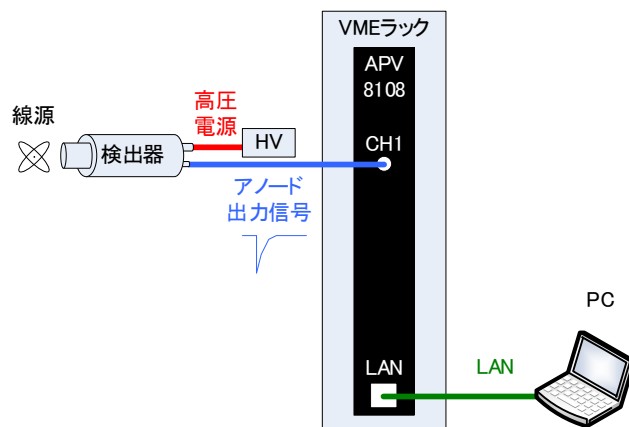 VMEラック
APV
8108
高圧
電源
線源
HV
CH1
検出器
アノード
出力信号
PC
LAN
LAN